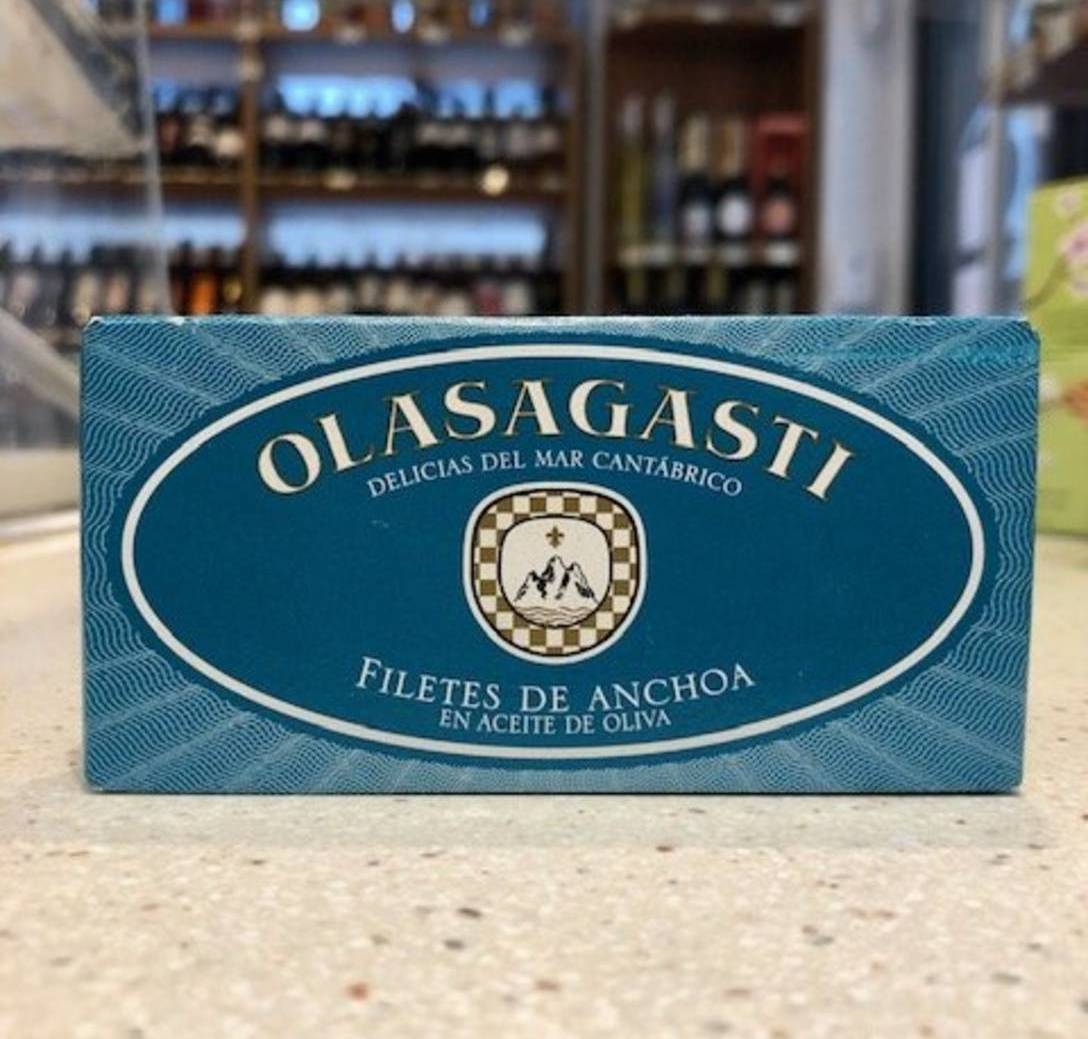 OLASAGASTI
DELICIAS DEL MAR CANTÁBRICO
FILETES DE ANCHOA
EN ACEITE DE OLIVA